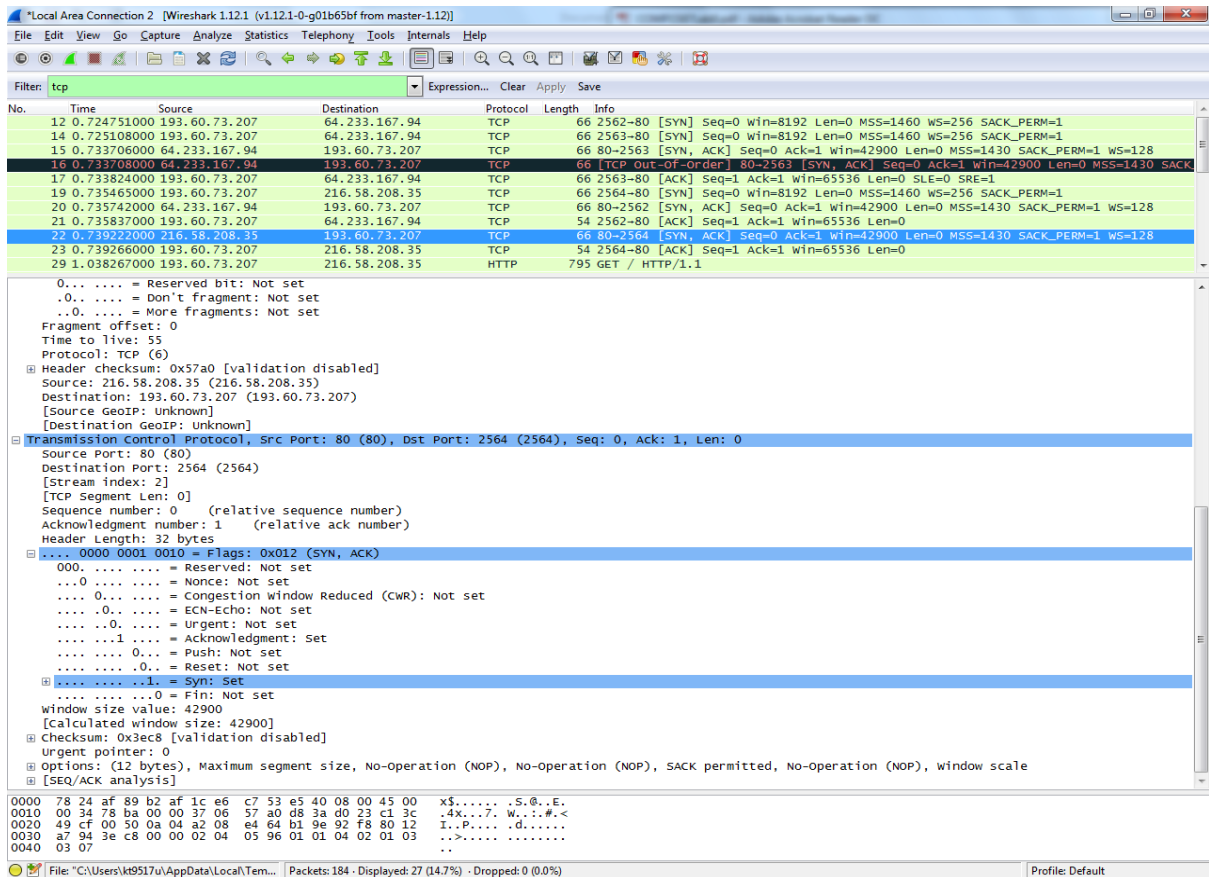 *Local Area Connection 2 [Wireshark 1.12.1 (v1.12.1-0-g01b65bf from master-1.12)]
File Edit View Go Capture Analyze Statistics Telephony Tools Internals Help
Filter: tcp Expression... Clear Apply Save
No. Time Source Destination Protocol Length Info
12 0.724751000 193.60.73.207 64.233.167.94 TCP 66 2562→80 [SYN] Seq=0 Win=8192 Len=0 MSS=1460 WS=256 SACK_PERM=1
14 0.725108000 193.60.73.207 64.233.167.94 TCP 66 2563→80 [SYN] Seq=0 Win=8192 Len=0 MSS=1460 WS=256 SACK_PERM=1
15 0.733706000 64.233.167.94 193.60.73.207 TCP 66 80→2563 [SYN, ACK] Seq=0 Ack=1 Win=42900 Len=0 MSS=1430 SACK_PERM=1 WS=128
16 0.733708000 64.233.167.94 193.60.73.207 TCP 66 [TCP Out-Of-Order] 80→2563 [SYN, ACK] Seq=0 Ack=1 Win=42900 Len=0 MSS=1430 SACK
17 0.733824000 193.60.73.207 64.233.167.94 TCP 66 2563→80 [ACK] Seq=1 Ack=1 Win=65536 Len=0 SLE=0 SRE=1
19 0.735465000 193.60.73.207 216.58.208.35 TCP 66 2564→80 [SYN] Seq=0 Win=8192 Len=0 MSS=1460 WS=256 SACK_PERM=1
20 0.735742000 64.233.167.94 193.60.73.207 TCP 66 80→2562 [SYN, ACK] Seq=0 Ack=1 Win=42900 Len=0 MSS=1430 SACK_PERM=1 WS=128
21 0.735837000 193.60.73.207 64.233.167.94 TCP 54 2562→80 [ACK] Seq=1 Ack=1 Win=65536 Len=0
22 0.739222000 216.58.208.35 193.60.73.207 TCP 66 80→2564 [SYN, ACK] Seq=0 Ack=1 Win=42900 Len=0 MSS=1430 SACK_PERM=1 WS=128
23 0.739266000 193.60.73.207 216.58.208.35 TCP 54 2564→80 [ACK] Seq=1 Ack=1 Win=65536 Len=0
29 1.038267000 193.60.73.207 216.58.208.35 HTTP 795 GET / HTTP/1.1
0... .... = Reserved bit: Not set
.0.. .... = Don't fragment: Not set
..0. .... = More fragments: Not set
Fragment offset: 0
Time to live: 55
Protocol: TCP (6)
Header checksum: 0x57a0 [validation disabled]
Source: 216.58.208.35 (216.58.208.35)
Destination: 193.60.73.207 (193.60.73.207)
[Source GeoIP: Unknown]
[Destination GeoIP: Unknown]
Transmission Control Protocol, Src Port: 80 (80), Dst Port: 2564 (2564), Seq: 0, Ack: 1, Len: 0
Source Port: 80 (80)
Destination Port: 2564 (2564)
[Stream index: 2]
[TCP Segment Len: 0]
Sequence number: 0 (relative sequence number)
Acknowledgment number: 1 (relative ack number)
Header Length: 32 bytes
.... 0000 0001 0010 = Flags: 0x012 (SYN, ACK)
000. .... .... = Reserved: Not set
...0 .... .... = Nonce: Not set
.... 0... .... = Congestion Window Reduced (CWR): Not set
.... .0.. .... = ECN-Echo: Not set
.... ..0. .... = Urgent: Not set
.... ...1 .... = Acknowledgment: Set
.... .... 0... = Push: Not set
.... .... .0.. = Reset: Not set
.... .... ..1. = Syn: Set
.... .... ...0 = Fin: Not set
Window size value: 42900
[Calculated window size: 42900]
Checksum: 0x3ec8 [validation disabled]
Urgent pointer: 0
Options: (12 bytes), Maximum segment size, No-Operation (NOP), No-Operation (NOP), SACK permitted, No-Operation (NOP), Window scale
[SEQ/ACK analysis]
0000 78 24 af 89 b2 af 1c e6 c7 53 e5 40 08 00 45 00 x$...... .S.@..E.
0010 00 34 78 ba 00 00 37 06 57 a0 d8 3a d0 23 c1 3c .4x...7. W..:.#.<
0020 49 cf 00 50 0a 04 a2 08 e4 64 b1 9e 92 f8 80 12 I..P.... .d......
0030 a7 94 3e c8 00 00 02 04 05 96 01 01 04 02 01 03 ..>..... ........
0040 03 07 ..
File: "C:\Users\kt9517u\AppData\Local\Tem... Packets: 184 · Displayed: 27 (14.7%) · Dropped: 0 (0.0%) Profile: Default